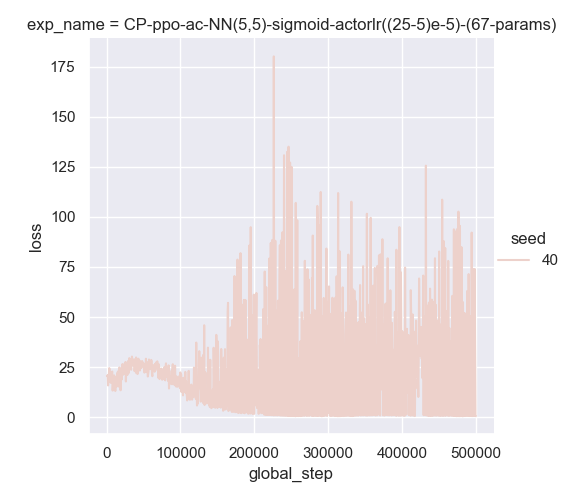 exp_name = CP-ppo-ac-NN(5,5)-sigmoid-actorlr((25-5)e-5)-(67-params)
175
150
125
100
75
50
25
0
loss
0 100000 200000 300000 400000 500000
global_step
seed
40